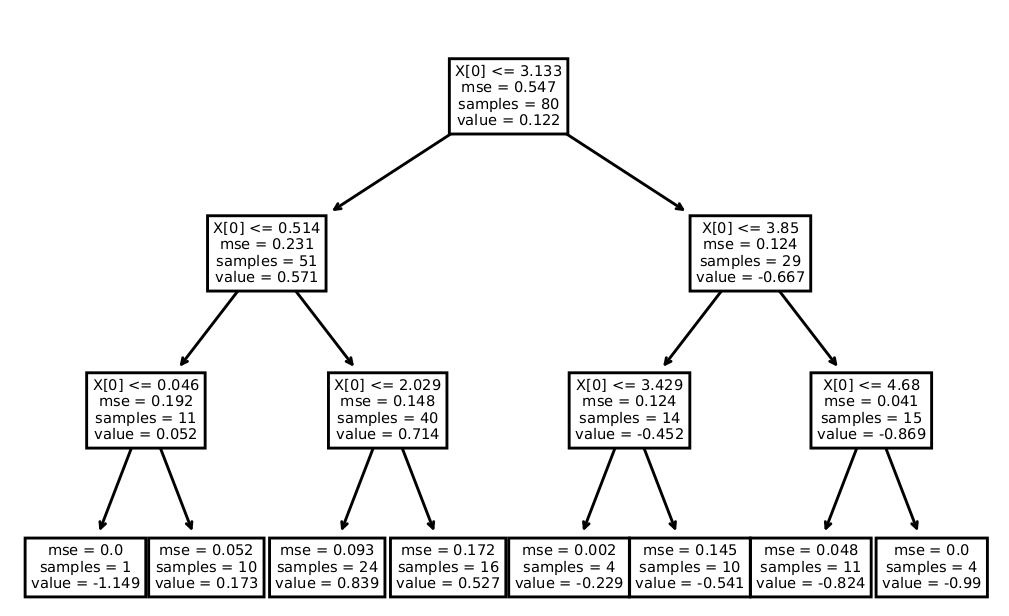 X[0] <= 3.133
mse = 0.547
samples = 80
value = 0.122
X[0] <= 0.514
mse = 0.231
samples = 51
value = 0.571
X[0] <= 3.85
mse = 0.124
samples = 29
value = -0.667
X[0] <= 0.046
mse = 0.192
samples = 11
value = 0.052
X[0] <= 2.029
mse = 0.148
samples = 40
value = 0.714
X[0] <= 3.429
mse = 0.124
samples = 14
value = -0.452
X[0] <= 4.68
mse = 0.041
samples = 15
value = -0.869
mse = 0.0
samples = 1
value = -1.149
mse = 0.052
samples = 10
value = 0.173
mse = 0.093
samples = 24
value = 0.839
mse = 0.172
samples = 16
value = 0.527
mse = 0.002
samples = 4
value = -0.229
mse = 0.145
samples = 10
value = -0.541
mse = 0.048
samples = 11
value = -0.824
mse = 0.0
samples = 4
value = -0.99